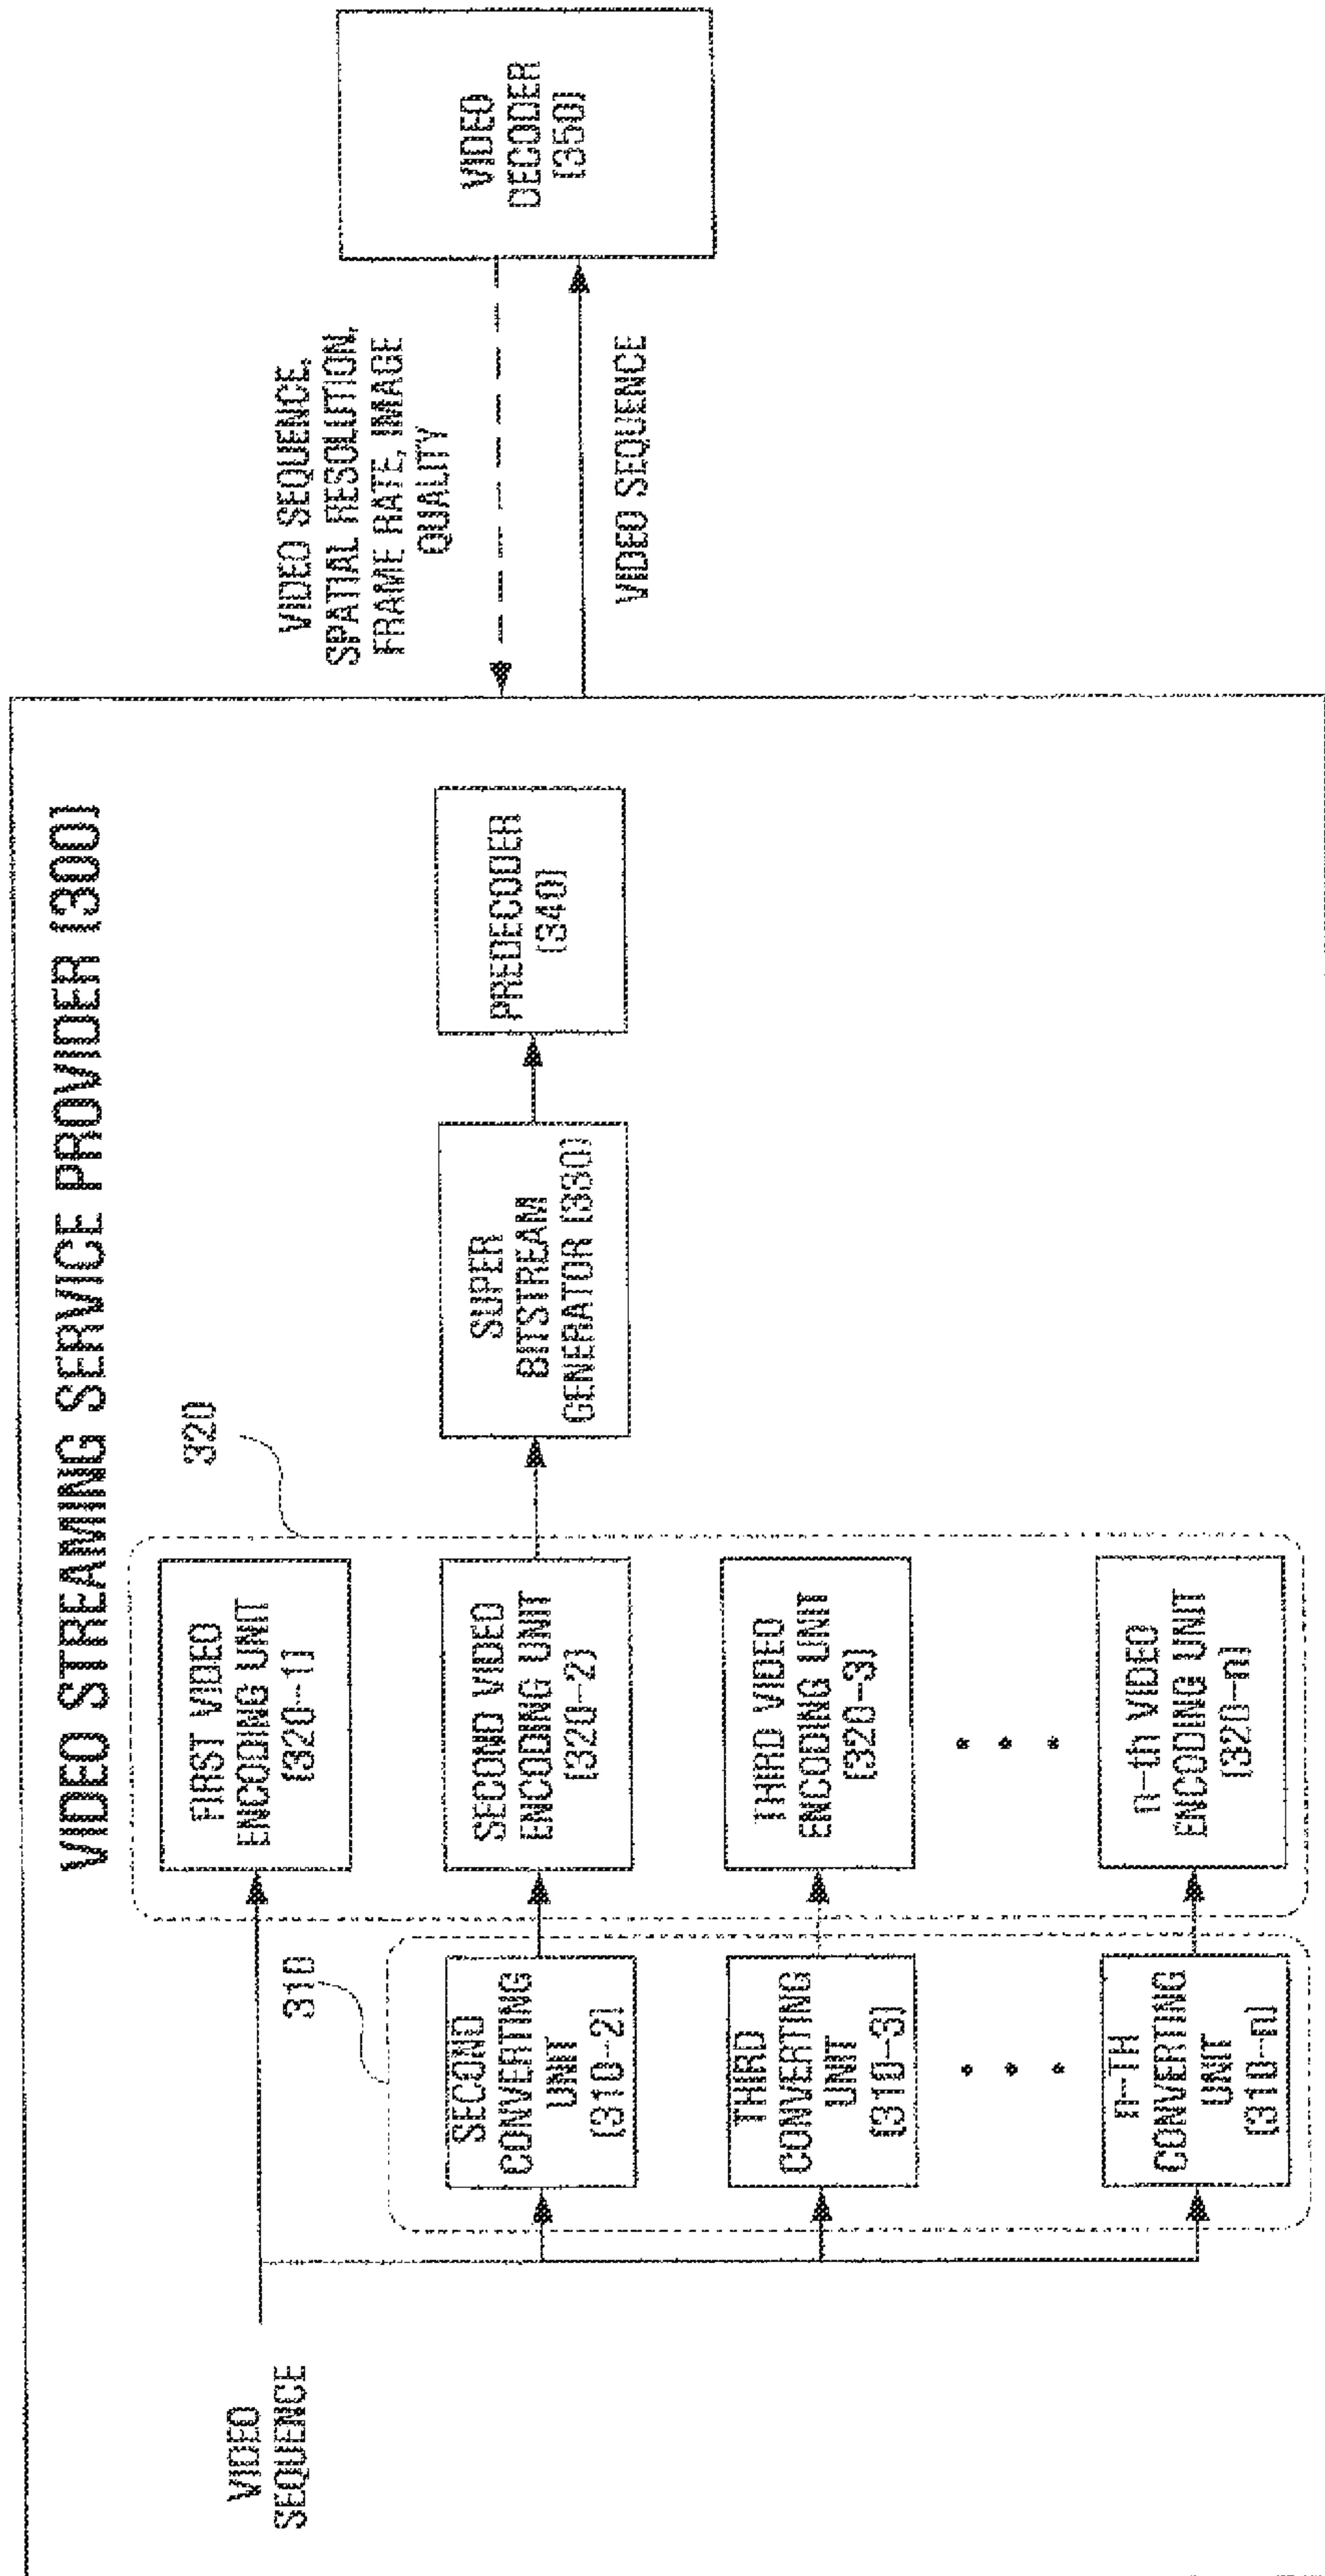 VIDEO STREAMING SERVICE PROVIDER (300)
VIDEO
SEQUENCE
310
SECOND
CONVERTING
UNIT
(310-2)
THIRD
CONVERTING
UNIT
(310-3)
• • •
n-TH
CONVERTING
UNIT
(310-n)
320
FIRST VIDEO
ENCODING UNIT
(320-1)
SECOND VIDEO
ENCODING UNIT
(320-2)
THIRD VIDEO
ENCODING UNIT
(320-3)
• • •
n-th VIDEO
ENCODING UNIT
(320-n)
SUPER
BITSTREAM
GENERATOR (330)
PREDECODER
(340)
VIDEO SEQUENCE,
SPATIAL RESOLUTION,
FRAME RATE, IMAGE
QUALITY
VIDEO SEQUENCE
VIDEO
DECODER
(350)